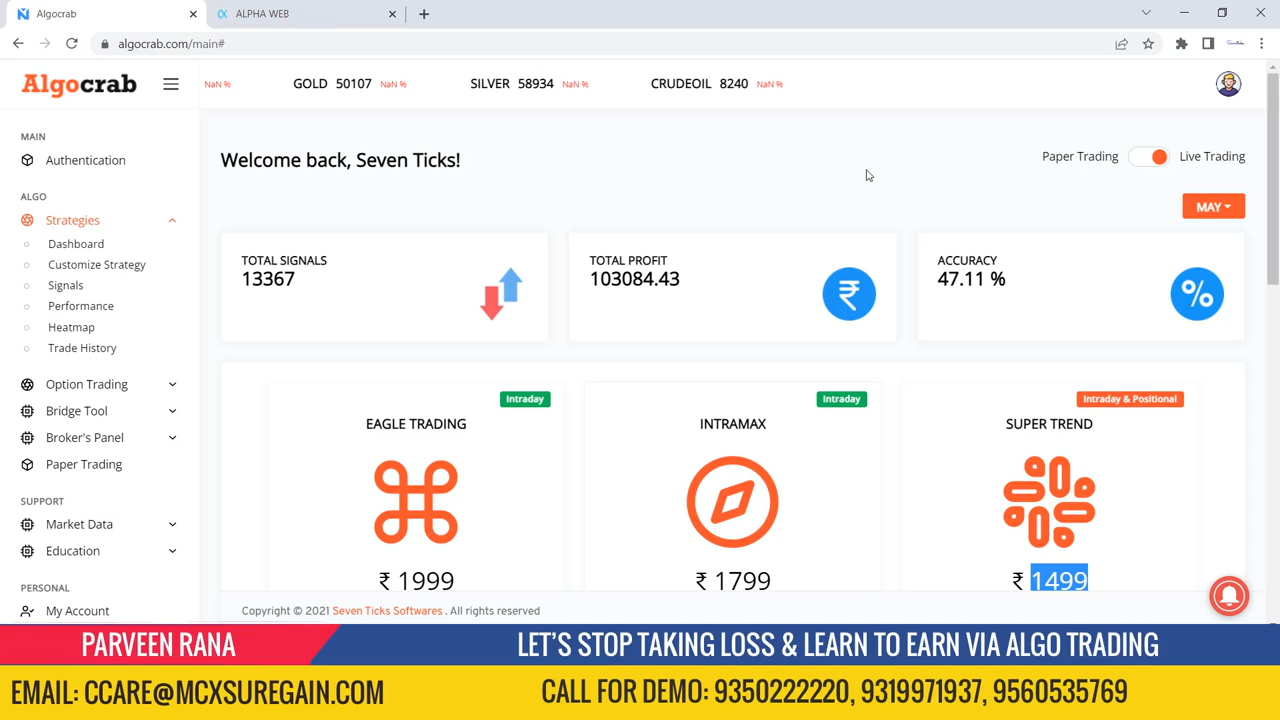 Algocrab
ALPHA WEB
algocrab.com/main#
Algocrab
NaN %
GOLD 50107 NaN %
SILVER 58934 NaN %
CRUDEOIL 8240 NaN %
MAIN
Authentication
ALGO
Strategies
Dashboard
Customize Strategy
Signals
Performance
Heatmap
Trade History
Option Trading
Bridge Tool
Broker's Panel
Paper Trading
SUPPORT
Market Data
Education
PERSONAL
My Account
Welcome back, Seven Ticks!
Paper Trading
Live Trading
MAY
TOTAL SIGNALS
13367
TOTAL PROFIT
103084.43
₹
ACCURACY
47.11 %
%
Intraday
EAGLE TRADING
₹ 1999
Intraday
INTRAMAX
₹ 1799
Intraday & Positional
SUPER TREND
₹ 1499
Copyright © 2021 Seven Ticks Softwares . All rights reserved
PARVEEN RANA
LET'S STOP TAKING LOSS & LEARN TO EARN VIA ALGO TRADING
EMAIL: CCARE@MCXSUREGAIN.COM
CALL FOR DEMO: 9350222220, 9319971937, 9560535769